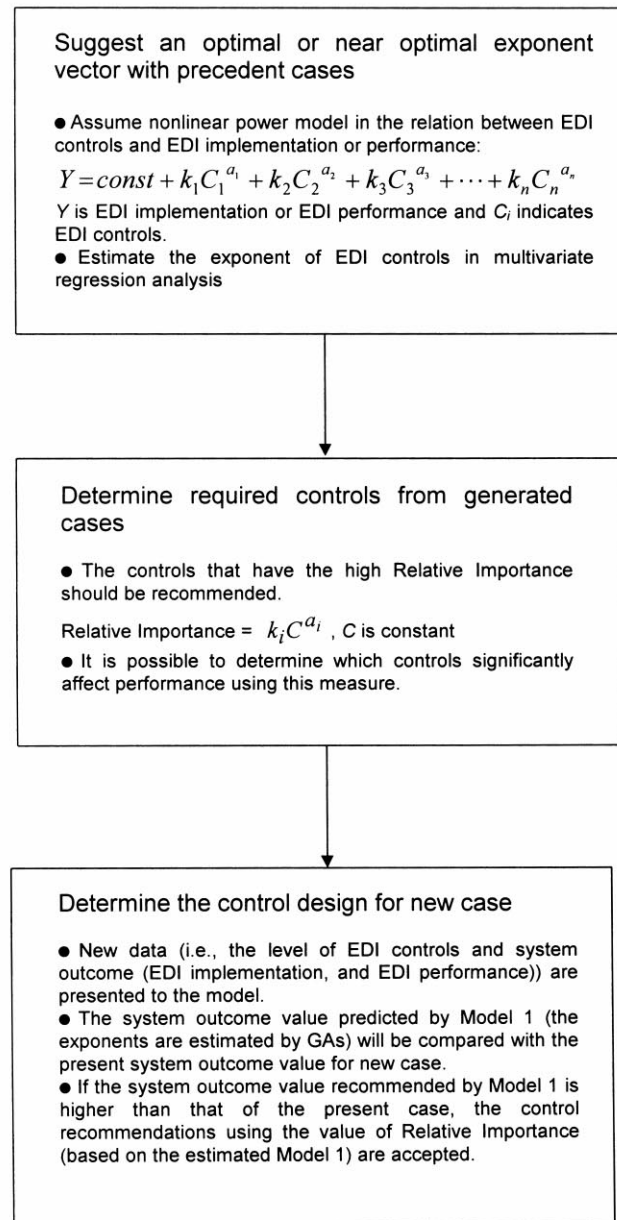 Suggest an optimal or near optimal exponent
vector with precedent cases
● Assume nonlinear power model in the relation between EDI
controls and EDI implementation or performance:
Y = const + k₁C₁^{a₁} + k₂C₂^{a₂} + k₃C₃^{a₃} + ··· + kₙCₙ^{aₙ}
Y is EDI implementation or EDI performance and Cᵢ indicates
EDI controls.
● Estimate the exponent of EDI controls in multivariate
regression analysis
Determine required controls from generated
cases
● The controls that have the high Relative Importance
should be recommended.
Relative Importance = kᵢC^{aᵢ} , C is constant
● It is possible to determine which controls significantly
affect performance using this measure.
Determine the control design for new case
● New data (i.e., the level of EDI controls and system
outcome (EDI implementation, and EDI performance)) are
presented to the model.
● The system outcome value predicted by Model 1 (the
exponents are estimated by GAs) will be compared with the
present system outcome value for new case.
● If the system outcome value recommended by Model 1 is
higher than that of the present case, the control
recommendations using the value of Relative Importance
(based on the estimated Model 1) are accepted.